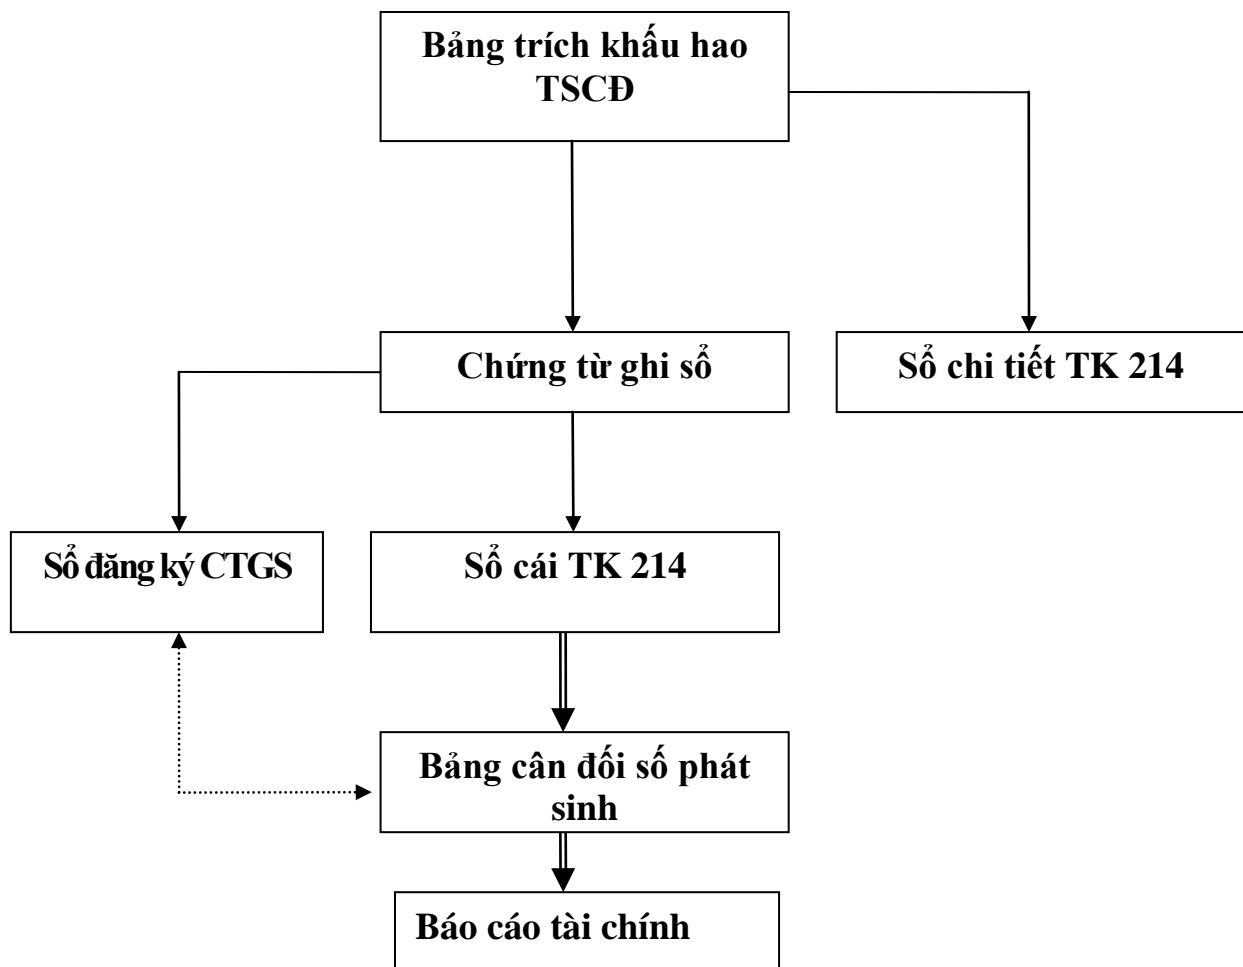 Bảng trích khấu hao
TSCĐ
Chứng từ ghi sổ
Sổ chi tiết TK 214
Sổ đăng ký CTGS
Sổ cái TK 214
Bảng cân đối số phát
sinh
Báo cáo tài chính